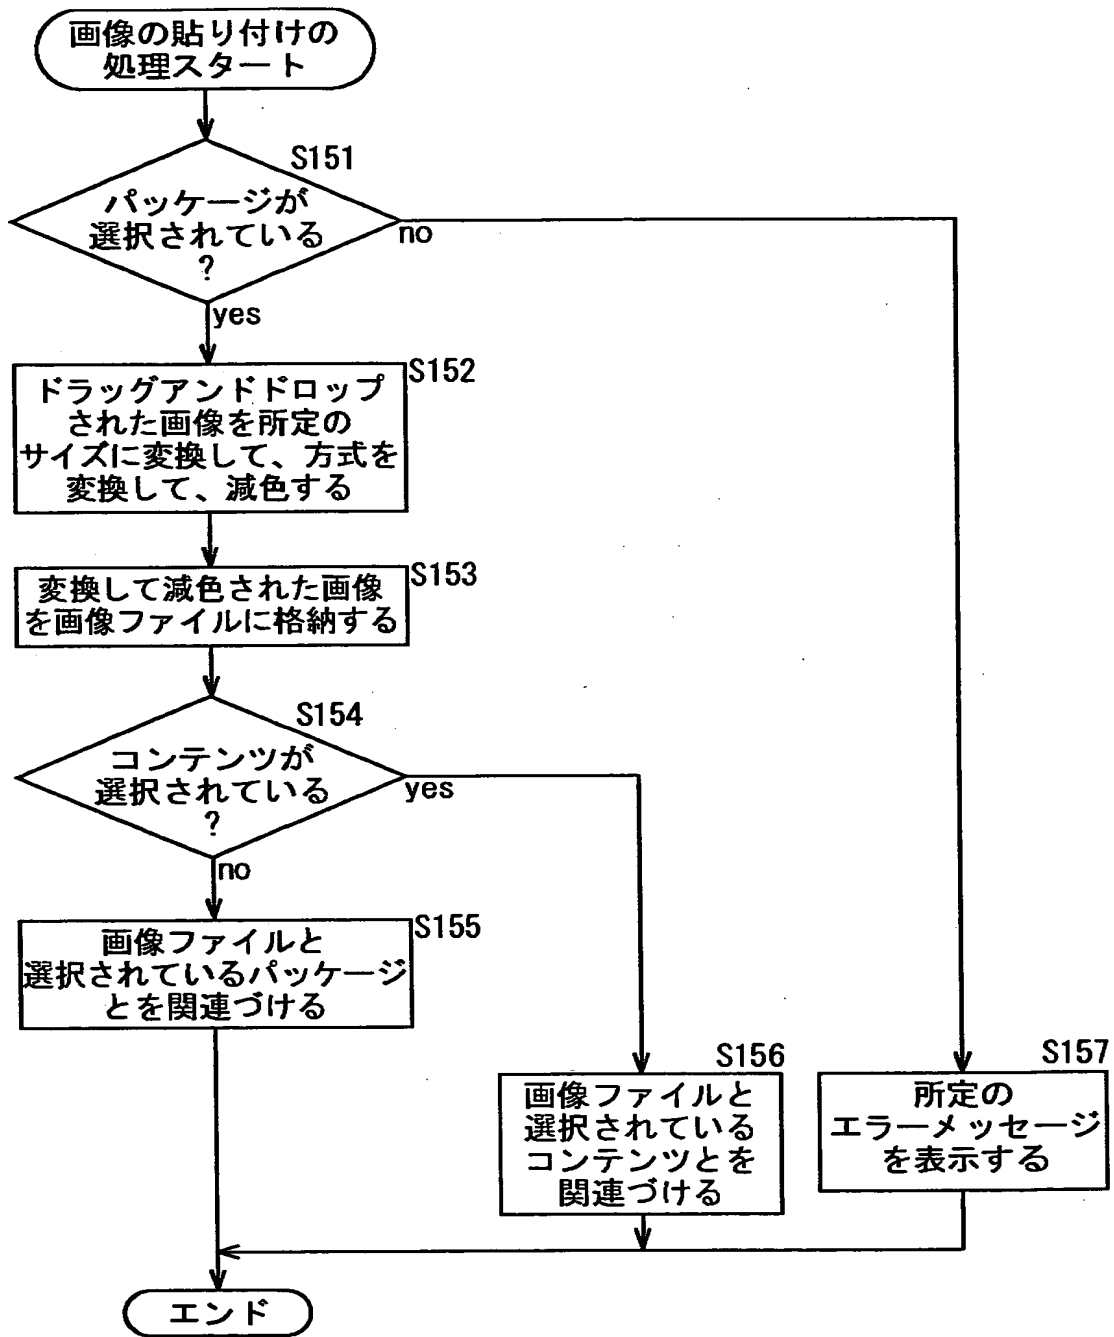 画像の貼り付けの
処理スタート
S151
パッケージが
選択されている
?
no
yes
S152
ドラッグアンドドロップ
された画像を所定の
サイズに変換して、方式を
変換して、減色する
S153
変換して減色された画像
を画像ファイルに格納する
S154
コンテンツが
選択されている
?
yes
no
S155
画像ファイルと
選択されているパッケージ
とを関連づける
S156
画像ファイルと
選択されている
コンテンツとを
関連づける
S157
所定の
エラーメッセージ
を表示する
エンド